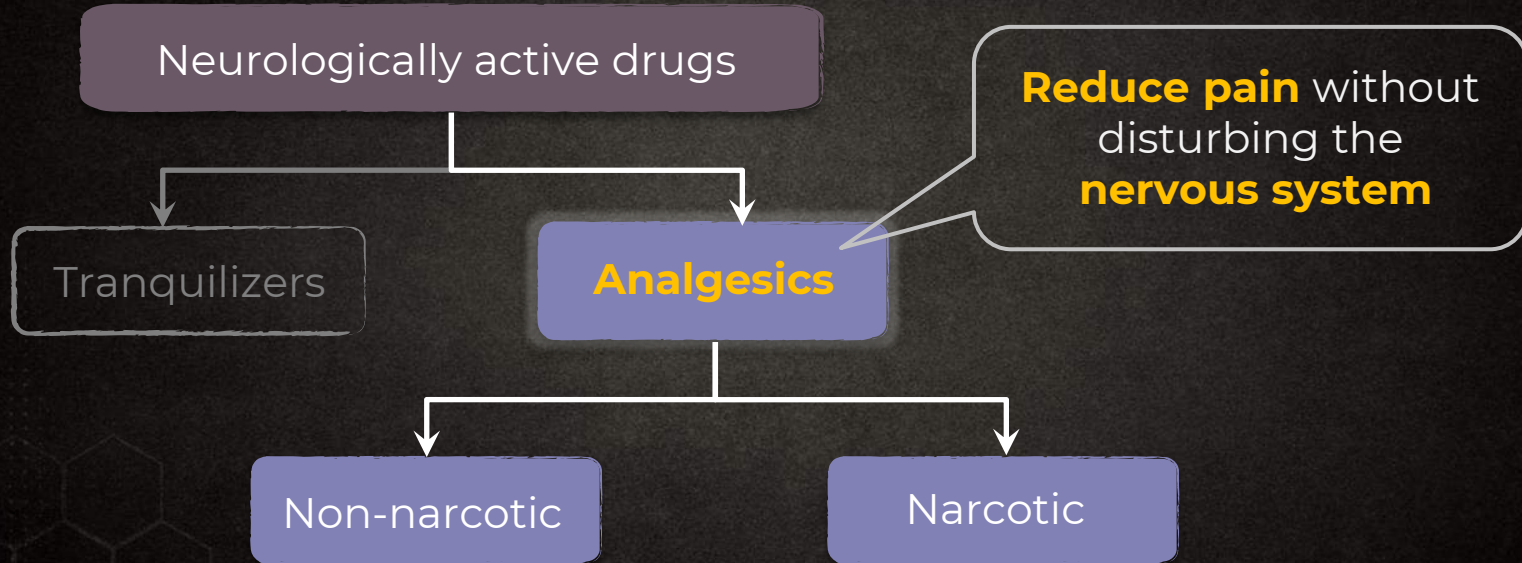 Neurologically active drugs
Reduce pain without
disturbing the
nervous system
Tranquilizers
Analgesics
Non-narcotic
Narcotic